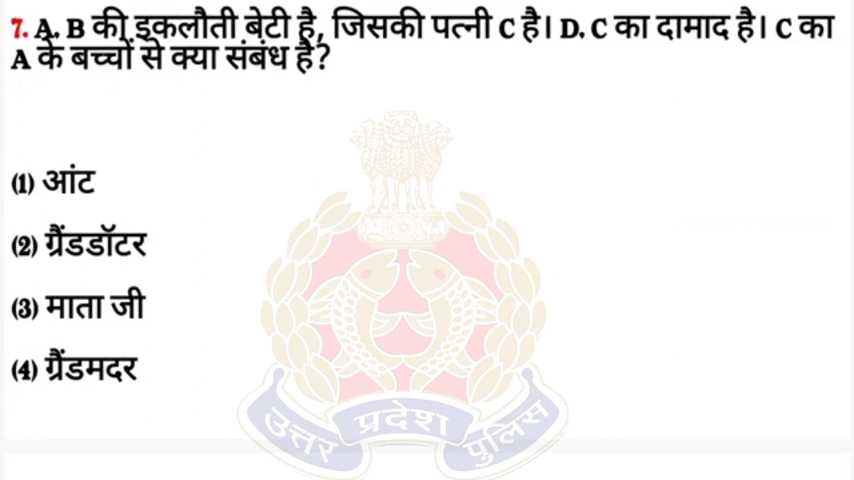 7. A. B की इकलौती बेटी है, जिसकी पत्नी C है। D. C का दामाद है। C का
A के बच्चों से क्या संबंध है?
(1) आंट
(2) ग्रैंडडॉटर
(3) माता जी
(4) ग्रैंडमदर
उत्तर प्रदेश पुलिस